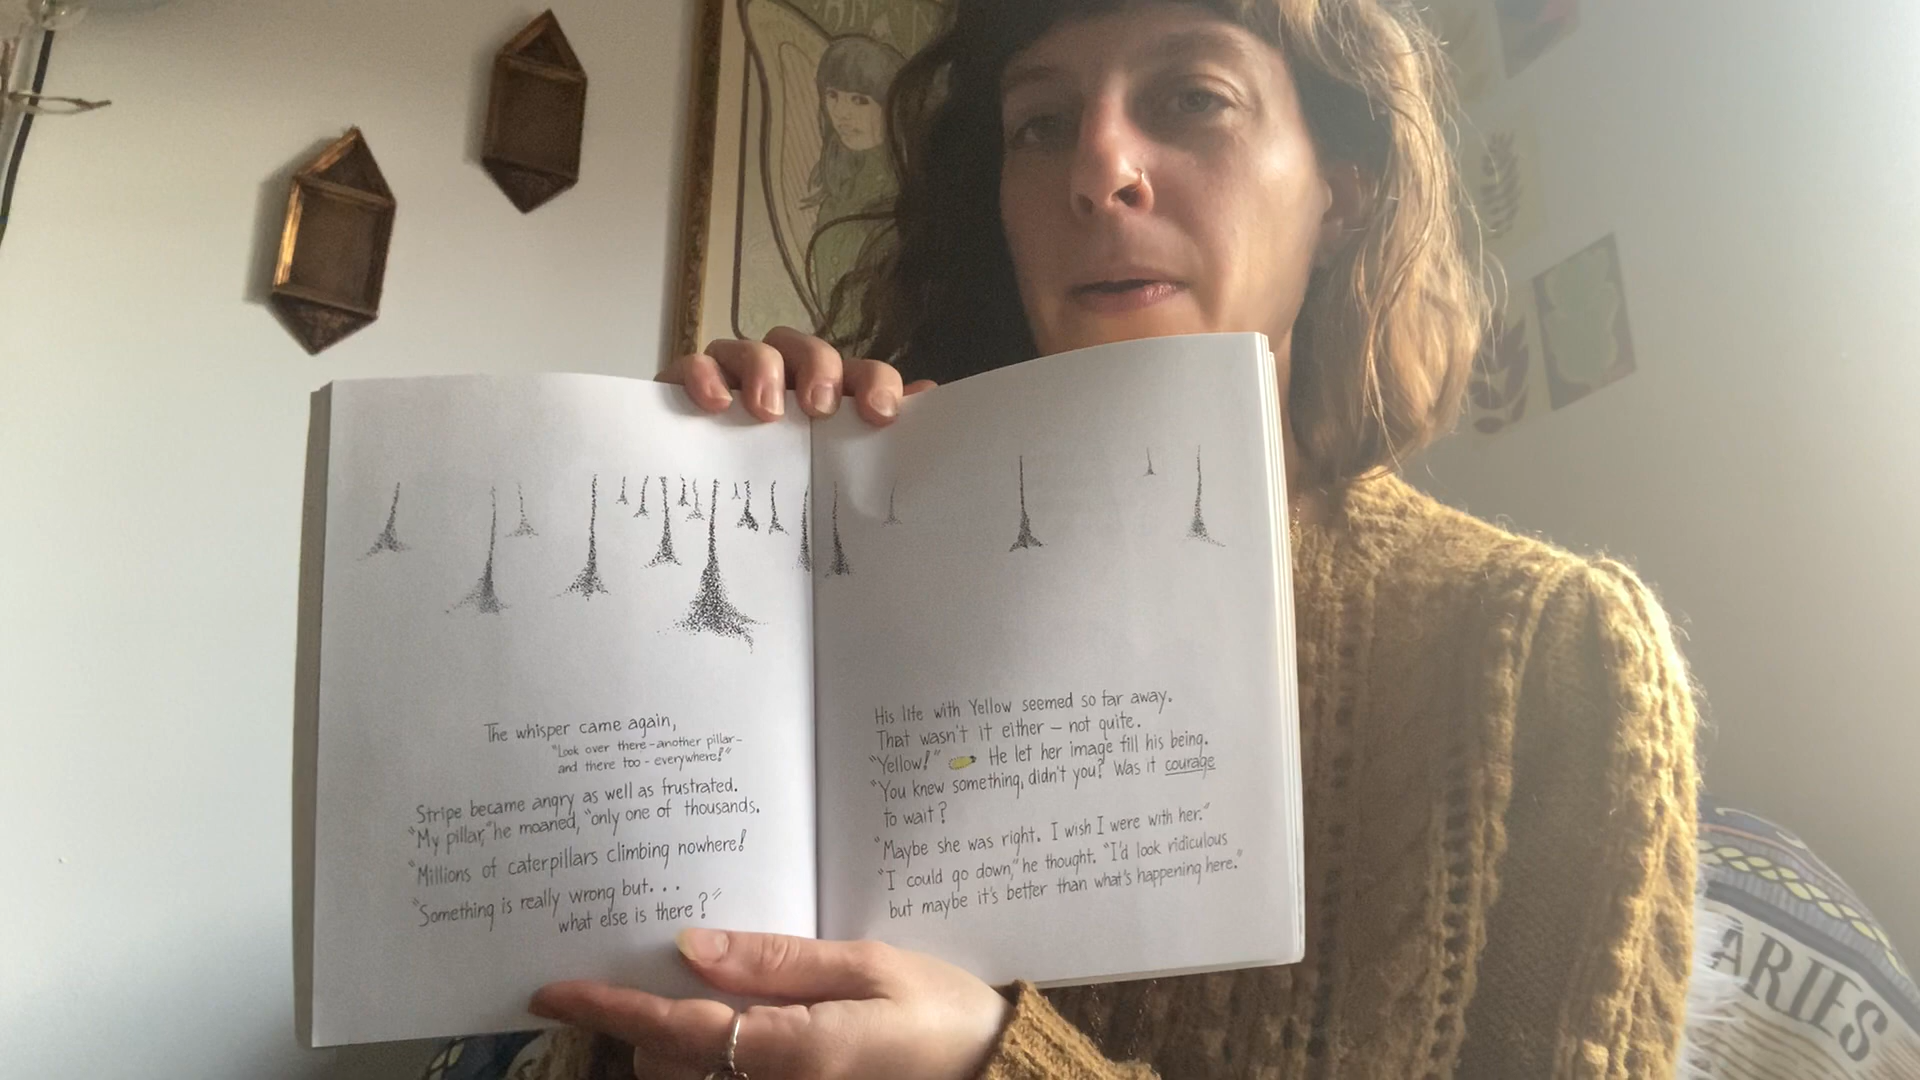 The whisper came again,
"Look over there - another pillar -
and there too - everywhere!"
Stripe became angry as well as frustrated.
"My pillar," he moaned, "only one of thousands.
"Millions of caterpillars climbing nowhere!
"Something is really wrong but...
what else is there?"
His life with Yellow seemed so far away.
That wasn't it either — not quite.
"Yellow!" He let her image fill his being.
"You knew something, didn't you? Was it courage
to wait?
"Maybe she was right. I wish I were with her."
"I could go down," he thought. "I'd look ridiculous
but maybe it's better than what's happening here."
ARIES